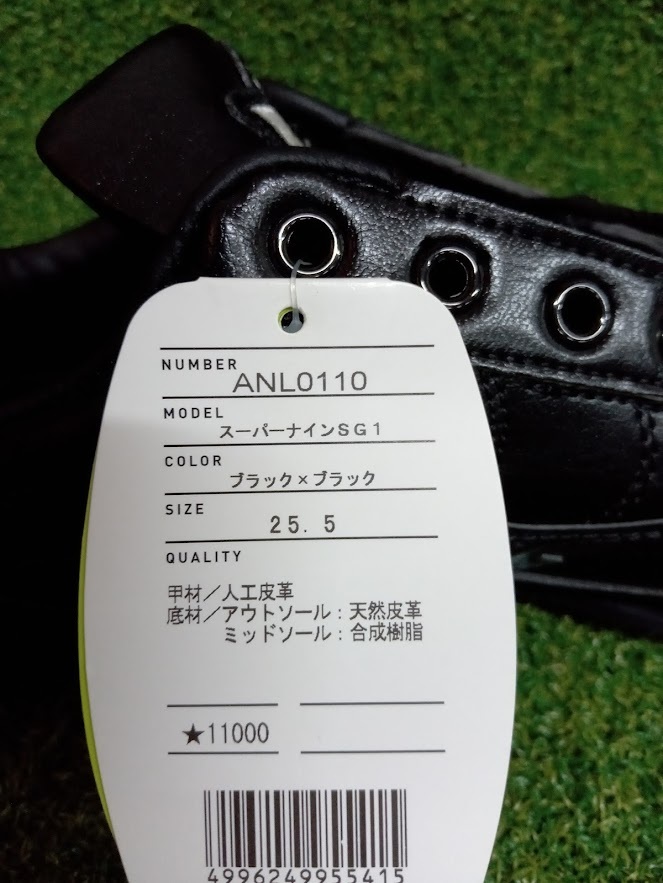 NUMBER
ANL0110
MODEL
スーパーナインSG1
COLOR
ブラック×ブラック
SIZE
25.5
QUALITY
甲材／人工皮革
底材／アウトソール：天然皮革
ミッドソール：合成樹脂
★11000
4996249955415